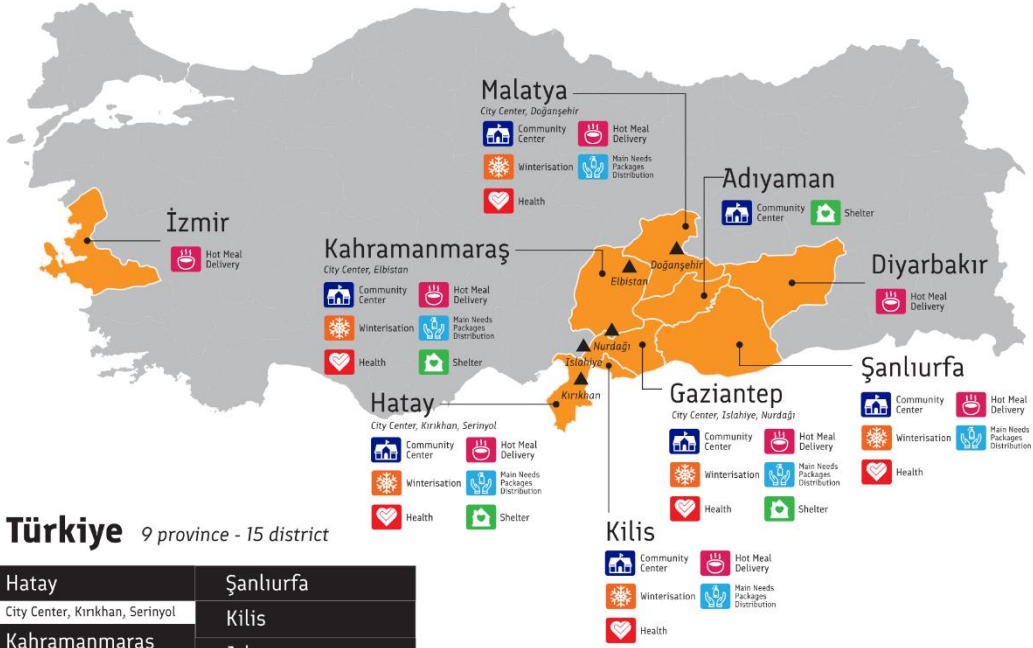 Malatya
City Center, Doğanşehir
Community
Center
Hot Meal
Delivery
Winterisation
Main Needs
Packages
Distribution
Health
Adıyaman
Community
Center
Shelter
İzmir
Hot Meal
Delivery
Kahramanmaraş
City Center, Elbistan
Community
Center
Hot Meal
Delivery
Winterisation
Main Needs
Packages
Distribution
Health
Shelter
Doğanşehir
Elbistan
Nurdağı
Islahiye
Kırıkhan
Diyarbakır
Hot Meal
Delivery
Şanlıurfa
Community
Center
Hot Meal
Delivery
Winterisation
Main Needs
Packages
Distribution
Health
Gaziantep
City Center, Islahiye, Nurdağı
Community
Center
Hot Meal
Delivery
Winterisation
Main Needs
Packages
Distribution
Health
Shelter
Hatay
City Center, Kırıkhan, Serinyol
Community
Center
Hot Meal
Delivery
Winterisation
Main Needs
Packages
Distribution
Health
Shelter
Kilis
Community
Center
Hot Meal
Delivery
Winterisation
Main Needs
Packages
Distribution
Health
Türkiye 9 province - 15 district
Hatay
City Center, Kırıkhan, Serinyol
Kahramanmaraş
Şanlıurfa
Kilis